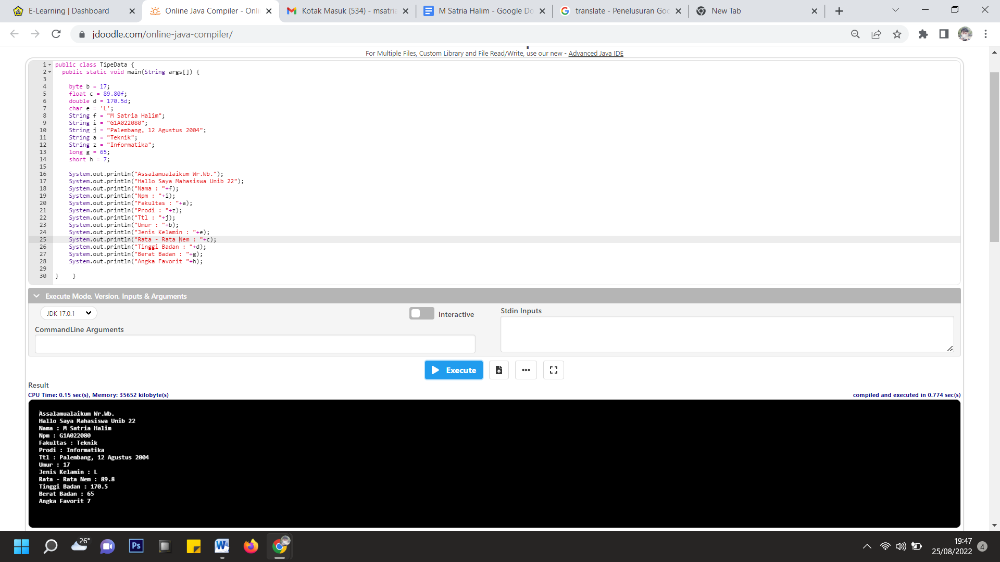 E-Learning | Dashboard
Online Java Compiler - Onli
Kotak Masuk (534) - msatria
M Satria Halim - Google Do
translate - Penelusuran Goo
New Tab
jdoodle.com/online-java-compiler/
For Multiple Files, Custom Library and File Read/Write, use our new - Advanced Java IDE
1 public class TipeData {
2 public static void main(String args[]) {
3
4 byte b = 17;
5 float c = 89.80f;
6 double d = 170.5d;
7 char e = 'L';
8 String f = "M Satria Halim";
9 String i = "G1A022080";
10 String j = "Palembang, 12 Agustus 2004";
11 String a = "Teknik";
12 String z = "Informatika";
13 long g = 65;
14 short h = 7;
15
16 System.out.println("Assalamualaikum Wr.Wb.");
17 System.out.println("Hallo Saya Mahasiswa Unib 22");
18 System.out.println("Nama : "+f);
19 System.out.println("Npm : "+i);
20 System.out.println("Fakultas : "+a);
21 System.out.println("Prodi : "+z);
22 System.out.println("Ttl : "+j);
23 System.out.println("Umur : "+b);
24 System.out.println("Jenis Kelamin : "+e);
25 System.out.println("Rata - Rata Nem : "+c);
26 System.out.println("Tinggi Badan : "+d);
27 System.out.println("Berat Badan : "+g);
28 System.out.println("Angka Favorit "+h);
29
30 } }
Execute Mode, Version, Inputs & Arguments
JDK 17.0.1
Interactive
Stdin Inputs
CommandLine Arguments
Execute
Result
CPU Time: 0.15 sec(s), Memory: 35652 kilobyte(s)
compiled and executed in 0.774 sec(s)
Assalamualaikum Wr.Wb.
Hallo Saya Mahasiswa Unib 22
Nama : M Satria Halim
Npm : G1A022080
Fakultas : Teknik
Prodi : Informatika
Ttl : Palembang, 12 Agustus 2004
Umur : 17
Jenis Kelamin : L
Rata - Rata Nem : 89.8
Tinggi Badan : 170.5
Berat Badan : 65
Angka Favorit 7
26°
Ps
W
19:47
25/08/2022
4